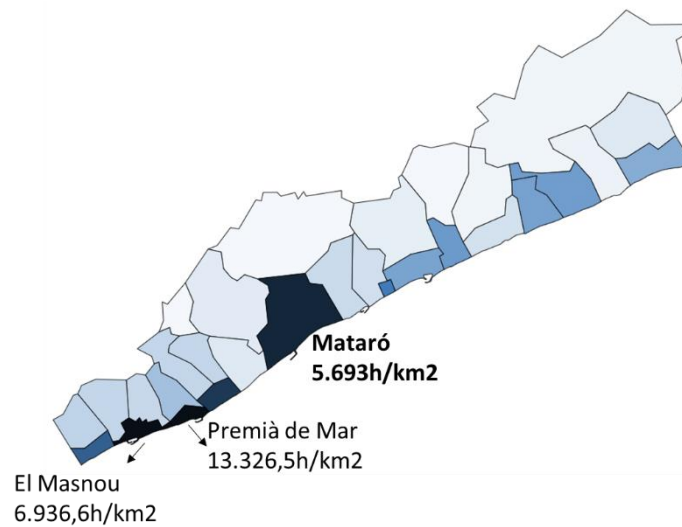 Mataró
5.693h/km2
Premià de Mar
13.326,5h/km2
El Masnou
6.936,6h/km2